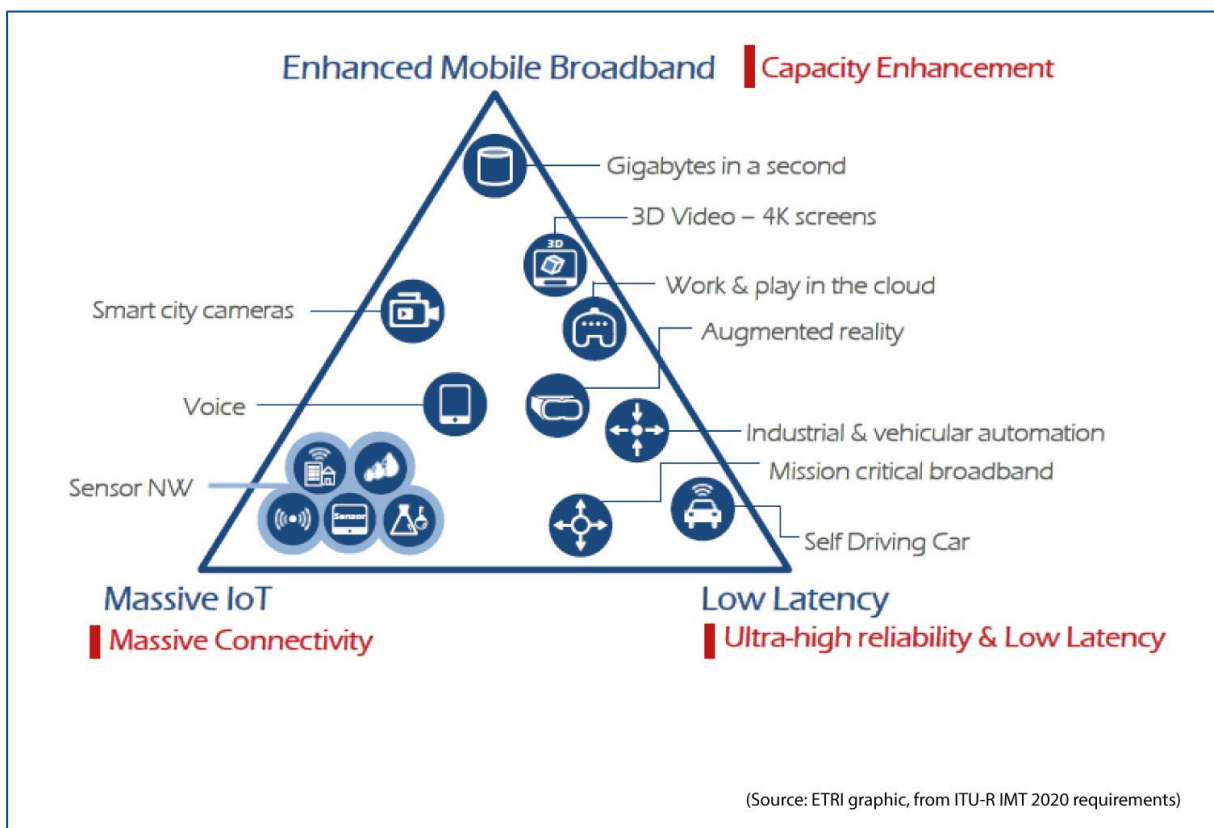 Enhanced Mobile Broadband
Capacity Enhancement
Gigabytes in a second
3D Video – 4K screens
3D
Work & play in the cloud
Smart city cameras
Augmented reality
Voice
Industrial & vehicular automation
Mission critical broadband
Sensor NW
Sensor
Self Driving Car
Massive IoT
Massive Connectivity
Low Latency
Ultra-high reliability & Low Latency
(Source: ETRI graphic, from ITU-R IMT 2020 requirements)